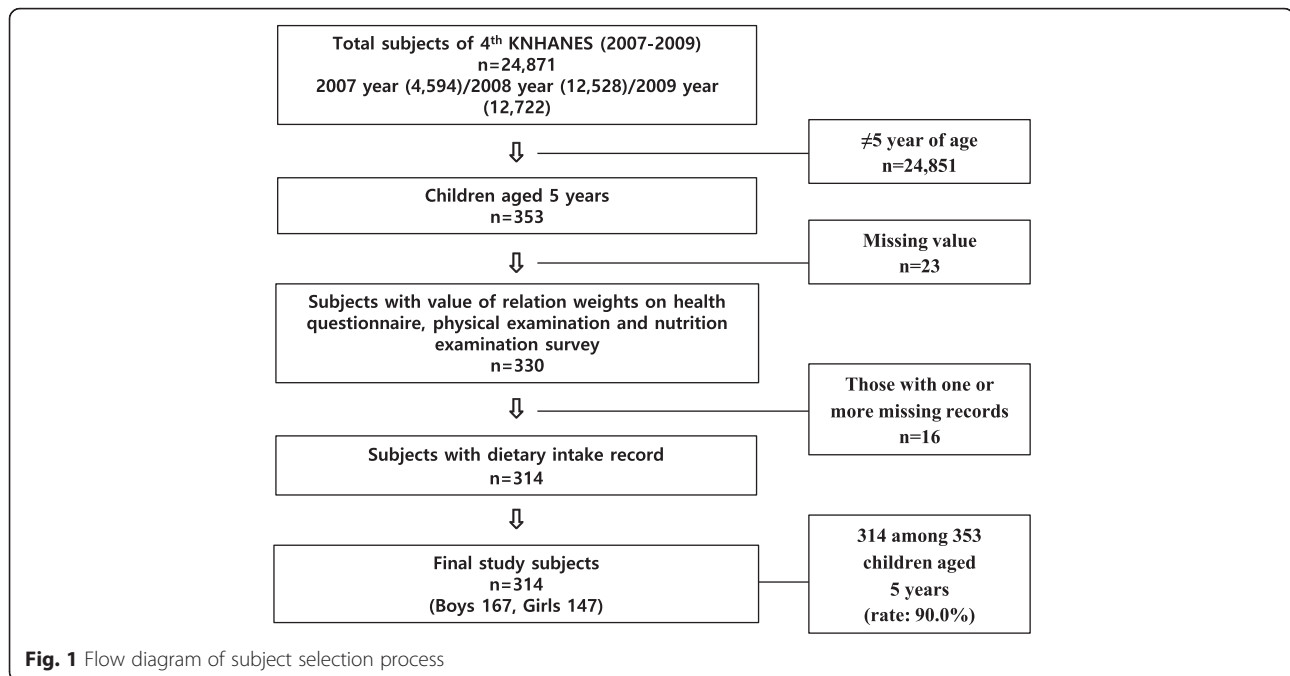 Total subjects of 4th KNHANES (2007-2009)
n=24,871
2007 year (4,594)/2008 year (12,528)/2009 year
(12,722)
⇩
≠5 year of age
n=24,851
Children aged 5 years
n=353
⇩
Missing value
n=23
Subjects with value of relation weights on health
questionnaire, physical examination and nutrition
examination survey
n=330
⇩
Those with one or
more missing records
n=16
Subjects with dietary intake record
n=314
⇩
Final study subjects
n=314
(Boys 167, Girls 147)
314 among 353
children aged
5 years
(rate: 90.0%)
Fig. 1 Flow diagram of subject selection process